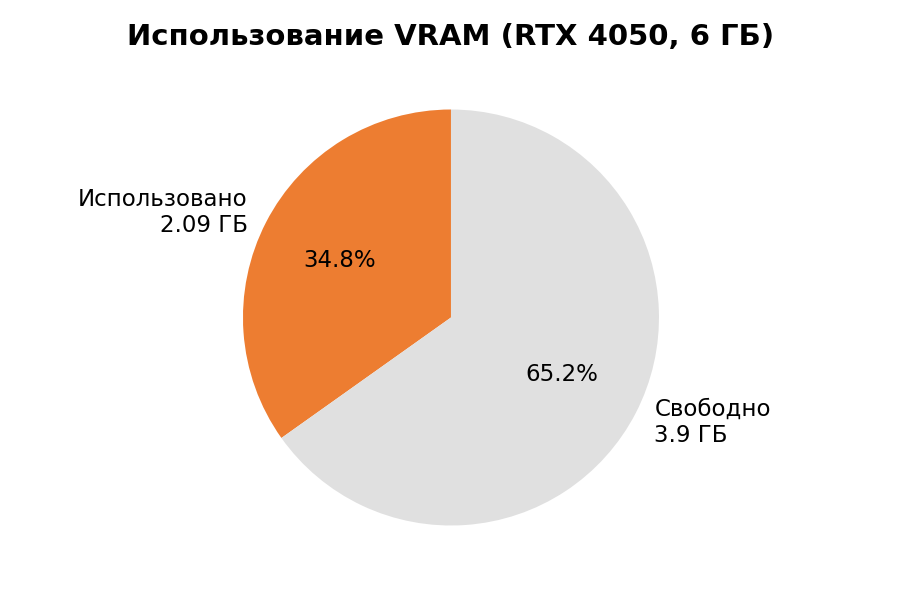 Использование VRAM (RTX 4050, 6 ГБ)
Использовано
2.09 ГБ
34.8%
65.2%
Свободно
3.9 ГБ